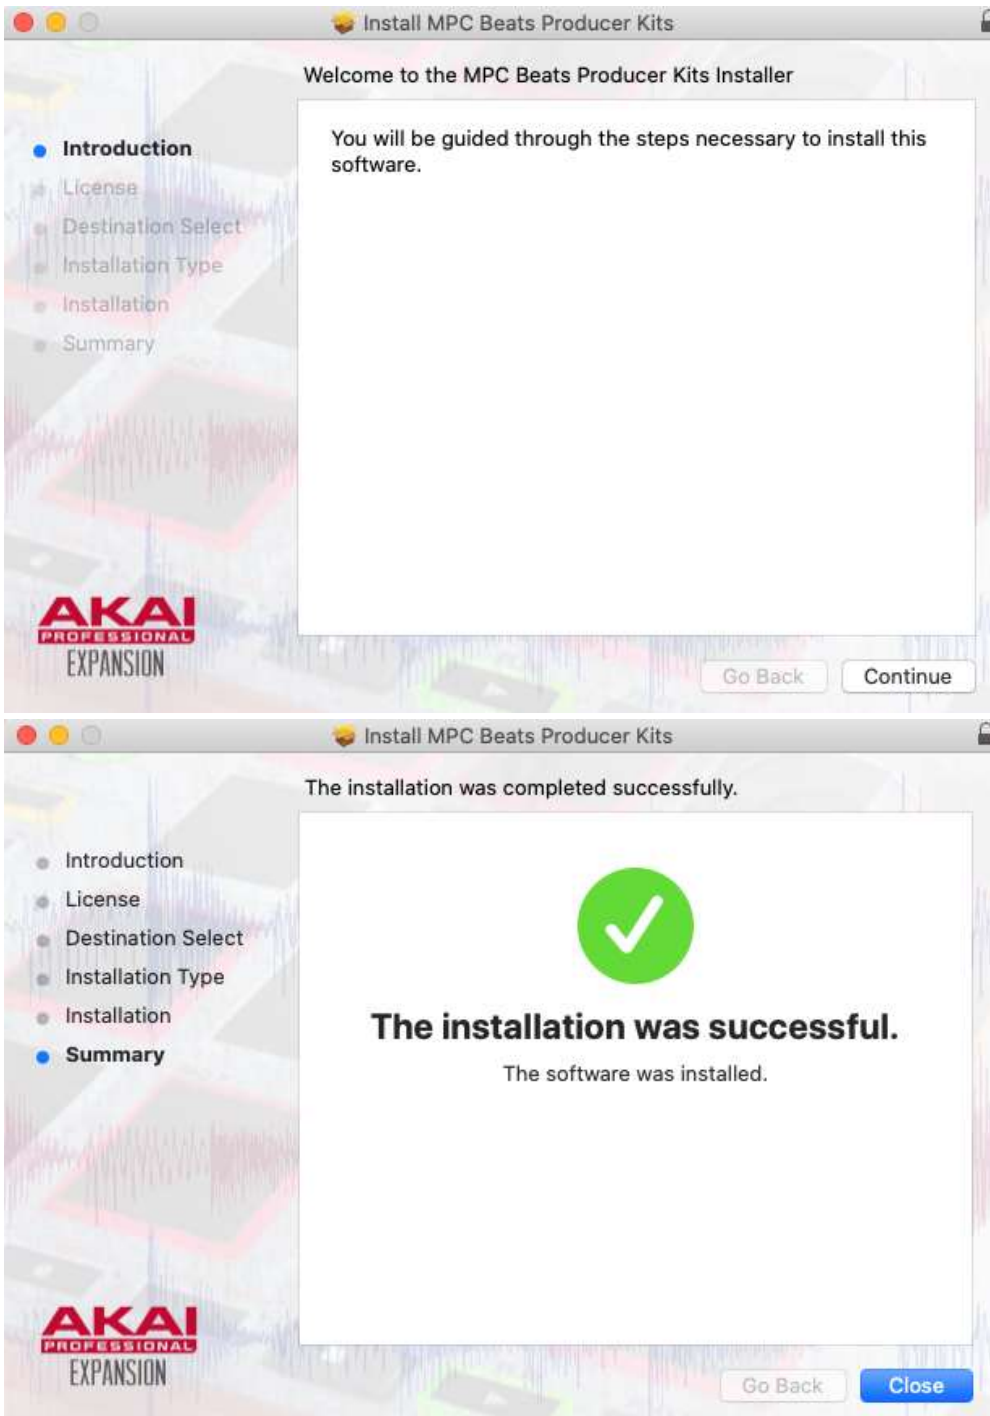 Install MPC Beats Producer Kits
Welcome to the MPC Beats Producer Kits Installer
Introduction
License
Destination Select
Installation Type
Installation
Summary
You will be guided through the steps necessary to install this
software.
AKAI
PROFESSIONAL
EXPANSION
Go Back
Continue
Install MPC Beats Producer Kits
The installation was completed successfully.
Introduction
License
Destination Select
Installation Type
Installation
Summary
The installation was successful.
The software was installed.
AKAI
PROFESSIONAL
EXPANSION
Go Back
Close